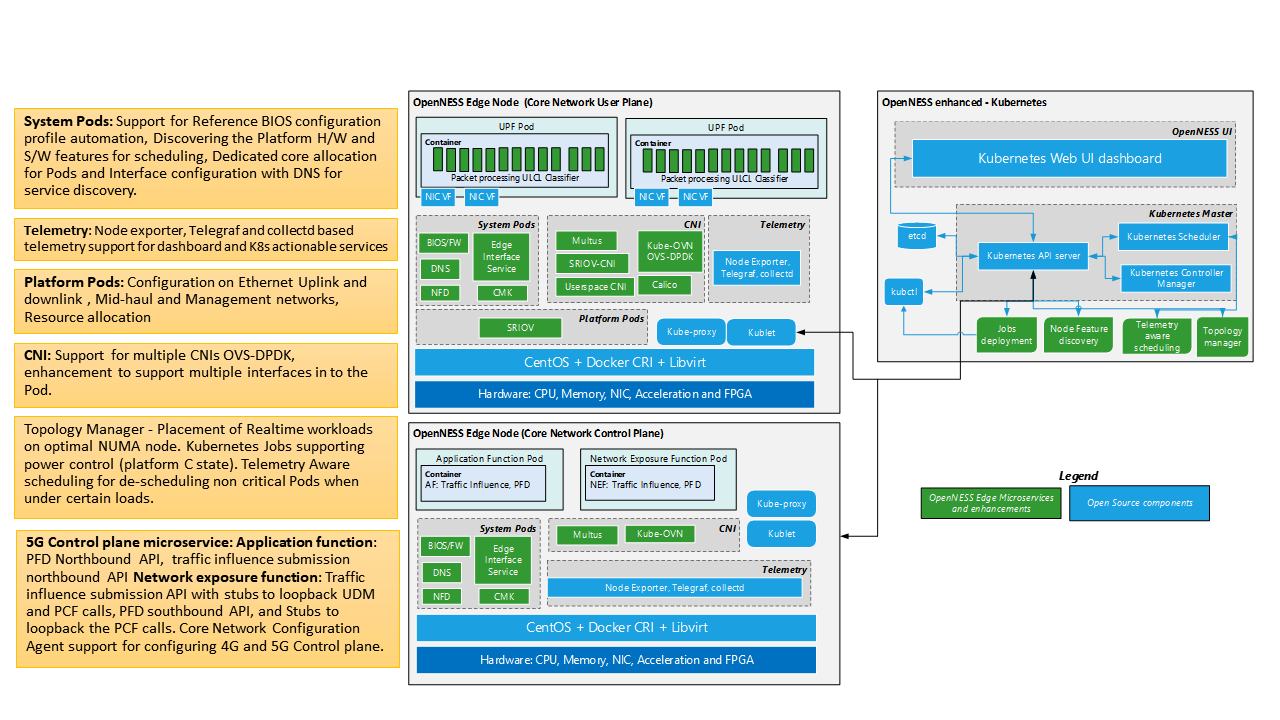 System Pods: Support for Reference BIOS configuration
profile automation, Discovering the Platform H/W and
S/W features for scheduling, Dedicated core allocation
for Pods and Interface configuration with DNS for
service discovery.
Telemetry: Node exporter, Telegraf and collectd based
telemetry support for dashboard and K8s actionable services
Platform Pods: Configuration on Ethernet Uplink and
downlink , Mid-haul and Management networks,
Resource allocation
CNI: Support for multiple CNIs OVS-DPDK,
enhancement to support multiple interfaces in to the
Pod.
Topology Manager - Placement of Realtime workloads
on optimal NUMA node. Kubernetes Jobs supporting
power control (platform C state). Telemetry Aware
scheduling for de-scheduling non critical Pods when
under certain loads.
5G Control plane microservice: Application function:
PFD Northbound API, traffic influence submission
northbound API Network exposure function: Traffic
influence submission API with stubs to loopback UDM
and PCF calls, PFD southbound API, and Stubs to
loopback the PCF calls. Core Network Configuration
Agent support for configuring 4G and 5G Control plane.
OpenNESS Edge Node (Core Network User Plane)
UPF Pod
Container
Packet processing ULCL Classifier
NIC VF
NIC VF
UPF Pod
Container
Packet processing ULCL Classifier
NIC VF
NIC VF
System Pods
BIOS/FW
DNS
NFD
Edge
Interface
Service
CMK
CNI
Multus
SRIOV-CNI
Userspace CNI
Kube-OVN
OVS-DPDK
Calico
Telemetry
Node Exporter,
Telegraf, collectd
Platform Pods
SRIOV
Kube-proxy
Kublet
CentOS + Docker CRI + Libvirt
Hardware: CPU, Memory, NIC, Acceleration and FPGA
OpenNESS Edge Node (Core Network Control Plane)
Application Function Pod
Container
AF: Traffic Influence, PFD
Network Exposure Function Pod
Container
NEF: Traffic Influence, PFD
Kube-proxy
Kublet
System Pods
BIOS/FW
DNS
NFD
Edge
Interface
Service
CMK
CNI
Multus
Kube-OVN
Telemetry
Node Exporter, Telegraf, collectd
CentOS + Docker CRI + Libvirt
Hardware: CPU, Memory, NIC, Acceleration and FPGA
OpenNESS enhanced - Kubernetes
OpenNESS UI
Kubernetes Web UI dashboard
Kubernetes Master
etcd
Kubernetes API server
Kubernetes Scheduler
Kubernetes Controller
Manager
kubctl
Jobs
deployment
Node Feature
discovery
Telemetry
aware
scheduling
Topology
manager
Legend
OpenNESS Edge Microservices
and enhancements
Open Source components